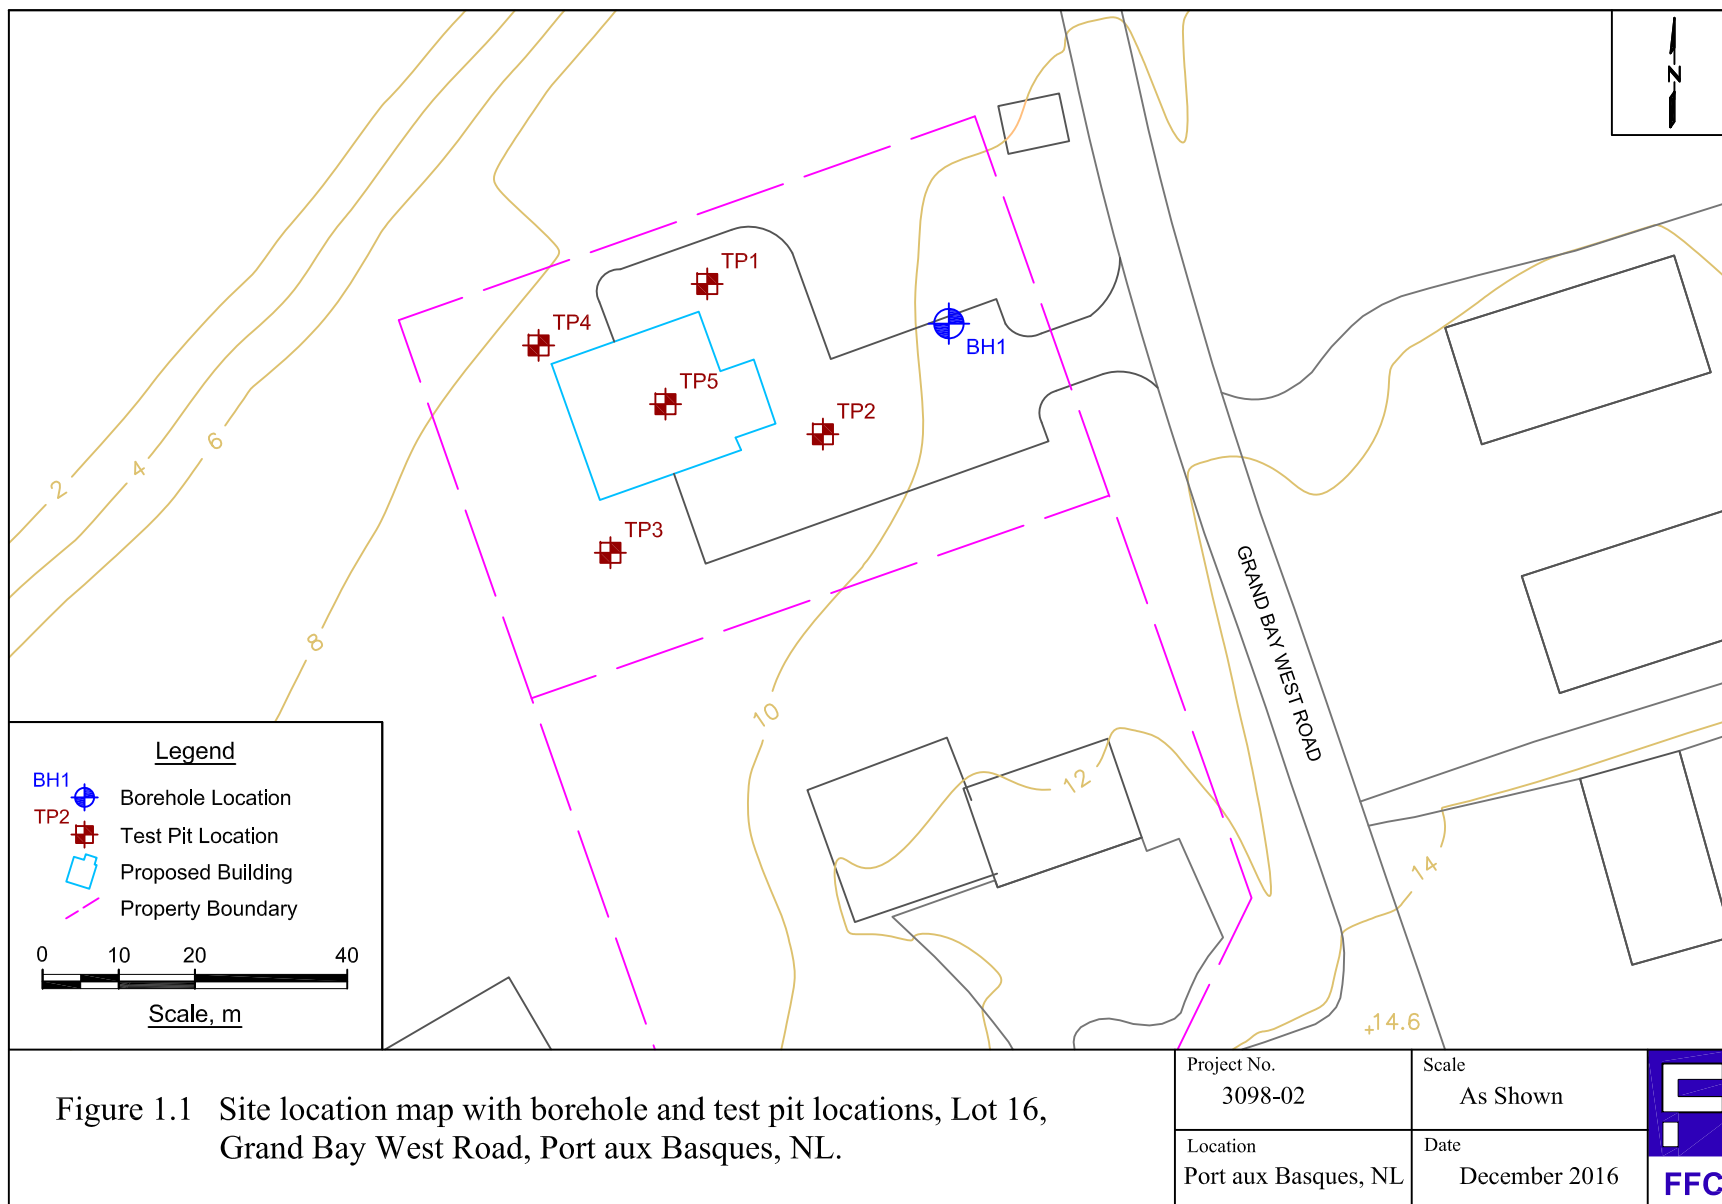 N
TP1
TP4
BH1
TP5
TP2
TP3
2
4
6
8
10
12
14
+14.6
GRAND BAY WEST ROAD
Legend
BH1
Borehole Location
TP2
Test Pit Location
Proposed Building
Property Boundary
0 10 20 40
Scale, m
Figure 1.1 Site location map with borehole and test pit locations, Lot 16,
Grand Bay West Road, Port aux Basques, NL.
Project No.
3098-02
Scale
As Shown
Location
Port aux Basques, NL
Date
December 2016
FFC